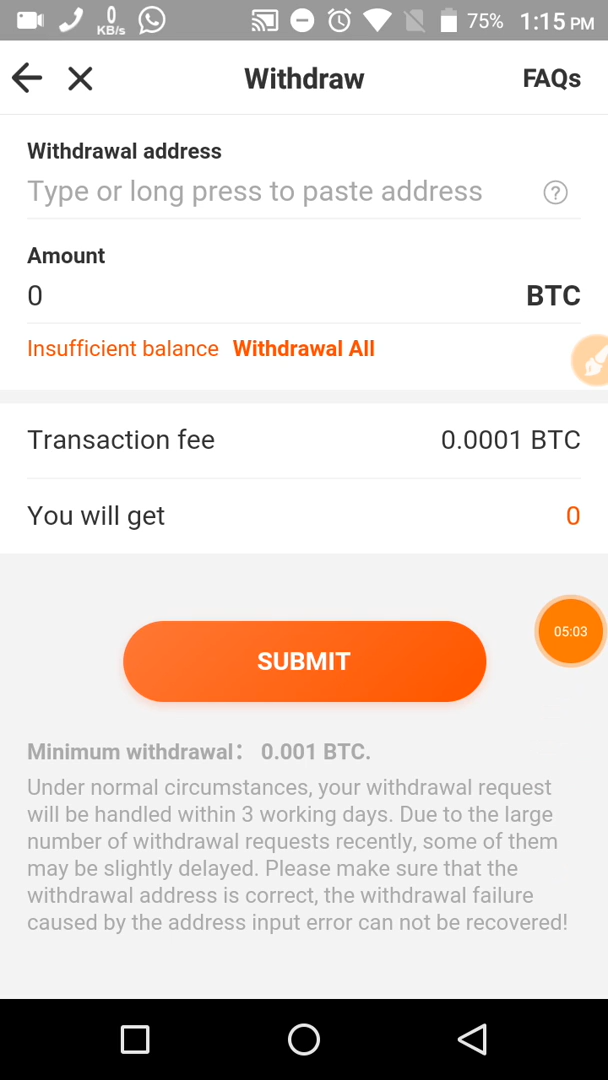 0
KB/s
75% 1:15 PM
Withdraw
FAQs
Withdrawal address
Type or long press to paste address ?
Amount
0 BTC
Insufficient balance Withdrawal All
Transaction fee 0.0001 BTC
You will get 0
05:03
SUBMIT
Minimum withdrawal： 0.001 BTC.
Under normal circumstances, your withdrawal request
will be handled within 3 working days. Due to the large
number of withdrawal requests recently, some of them
may be slightly delayed. Please make sure that the
withdrawal address is correct, the withdrawal failure
caused by the address input error can not be recovered!